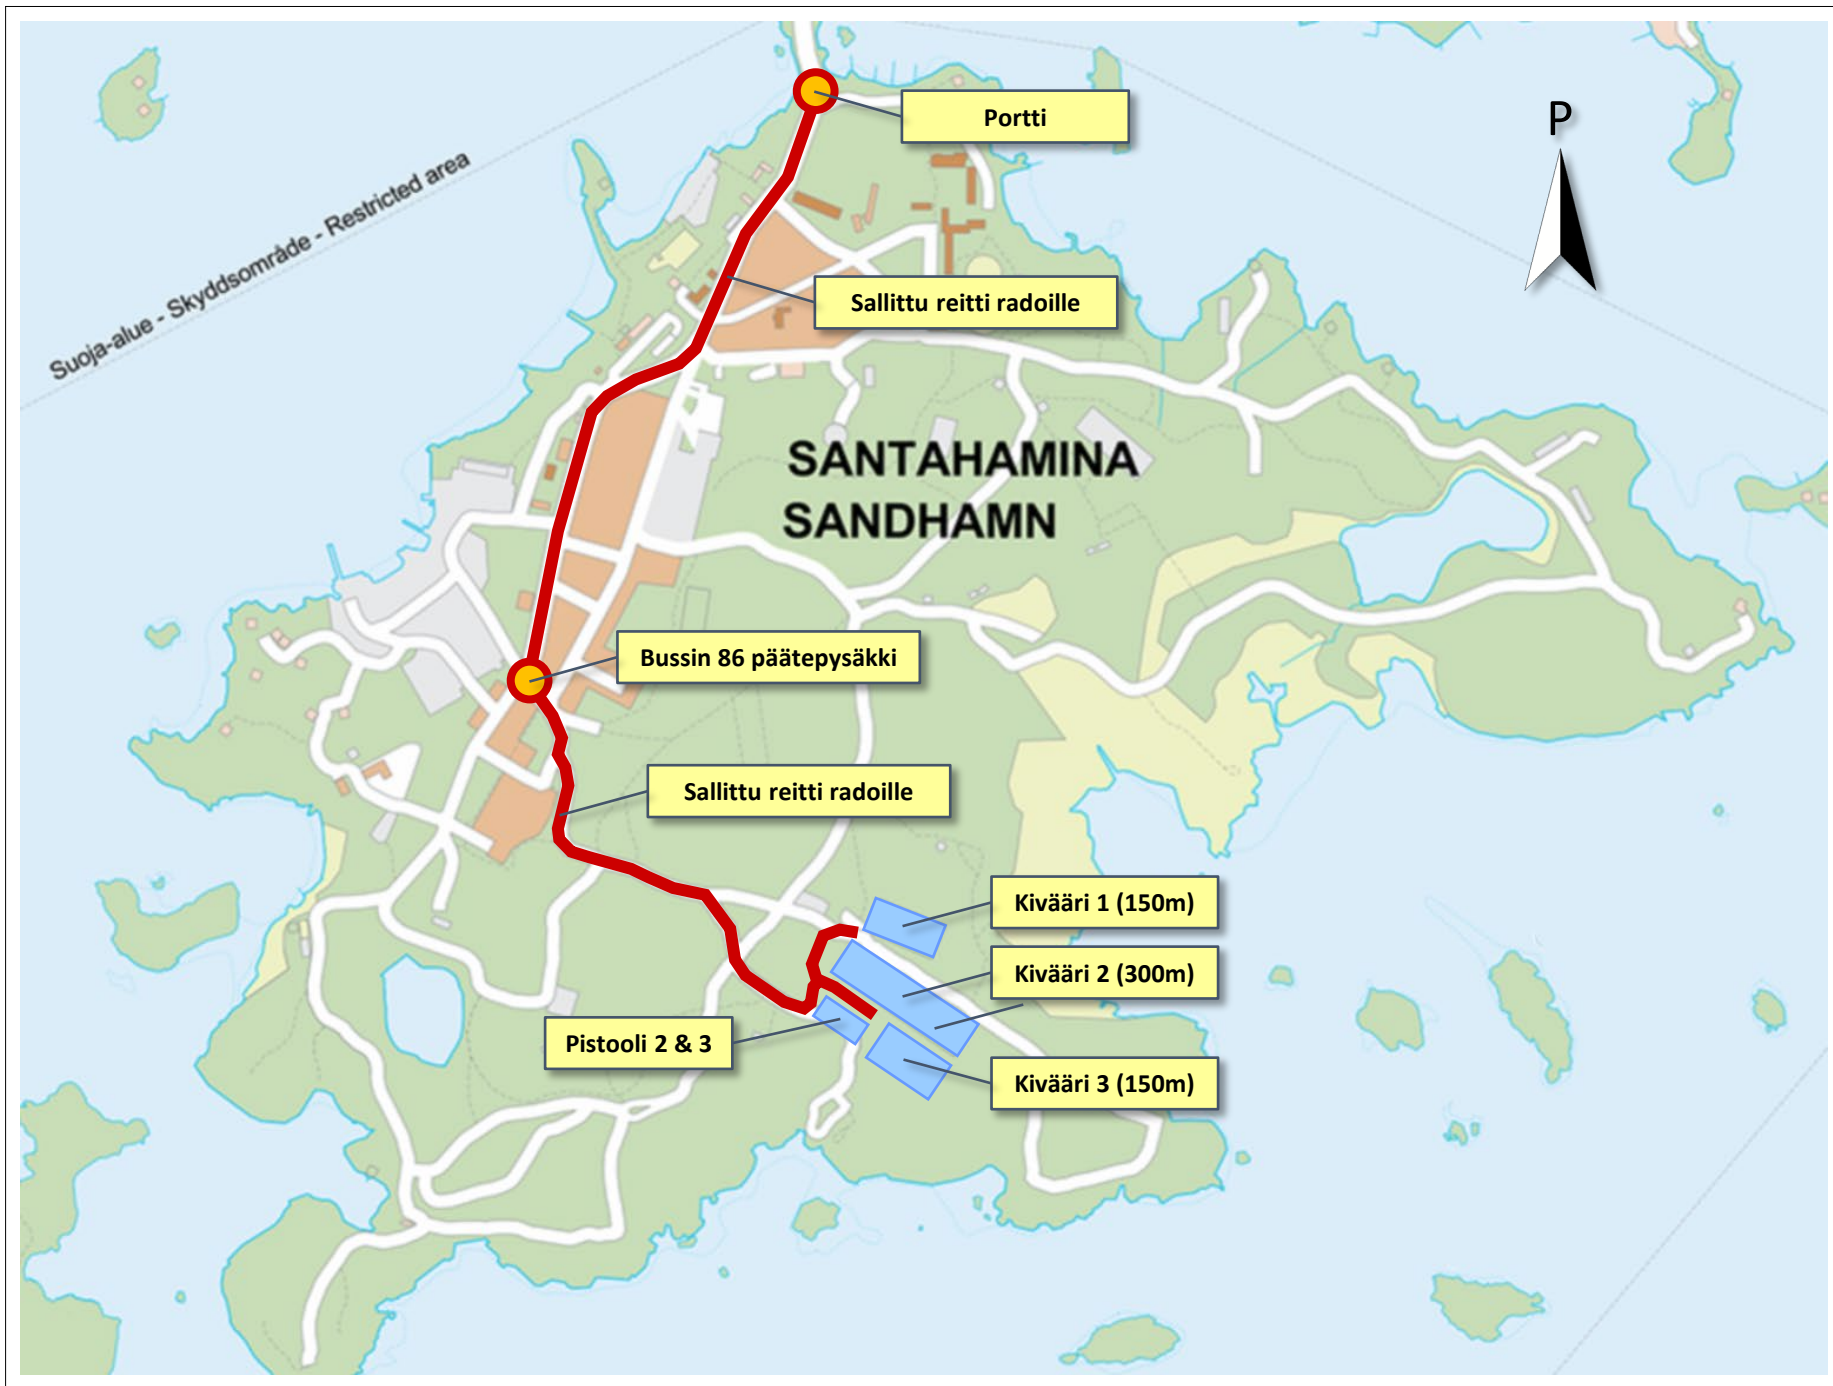 Portti
P
Suoja-alue - Skyddsområde - Restricted area
Sallittu reitti radoille
SANTAHAMINA
SANDHAMN
Bussin 86 päätepysäkki
Sallittu reitti radoille
Kivääri 1 (150m)
Kivääri 2 (300m)
Pistooli 2 & 3
Kivääri 3 (150m)